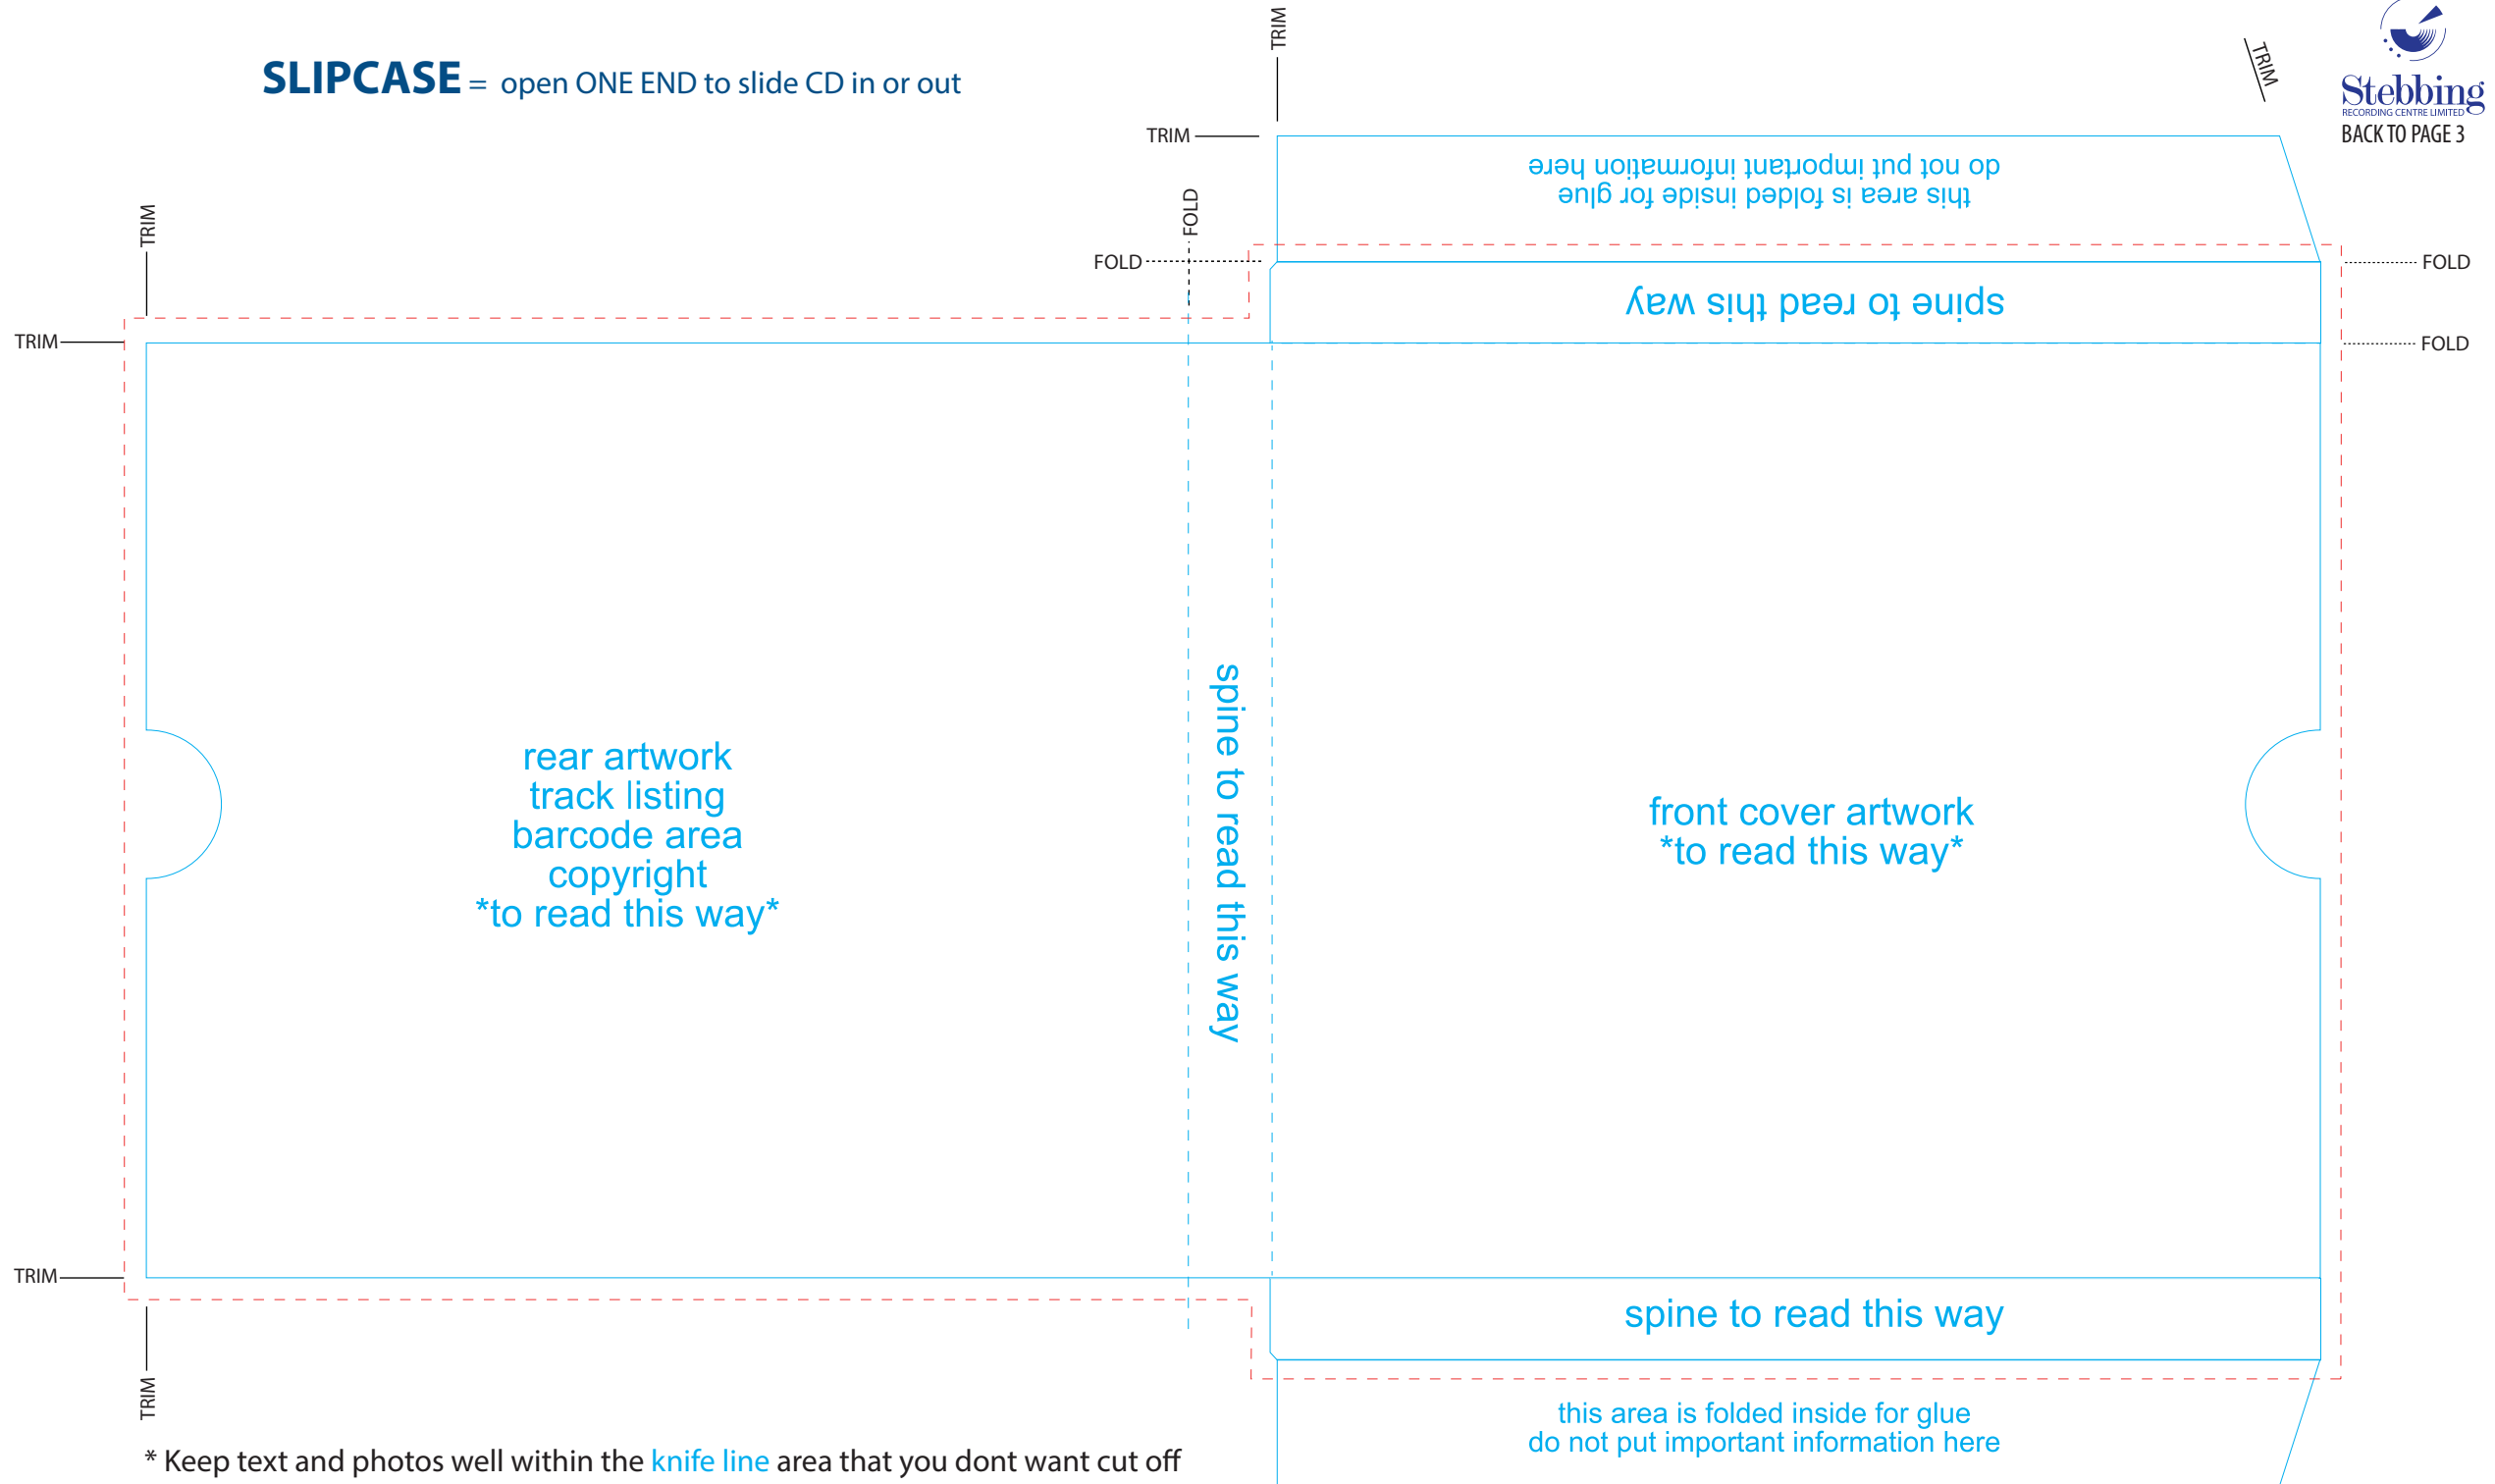 TRIM
TRIM
Stebbing
RECORDING CENTRE LIMITED
BACK TO PAGE 3
SLIPCASE = open ONE END to slide CD in or out
TRIM
do not put important information here
this area is folded inside for glue
FOLD
TRIM
FOLD
FOLD
spine to read this way
TRIM
FOLD
spine to read this way
rear artwork
track listing
barcode area
copyright
*to read this way*
front cover artwork
*to read this way*
TRIM
spine to read this way
TRIM
this area is folded inside for glue
do not put important information here
* Keep text and photos well within the knife line area that you dont want cut off